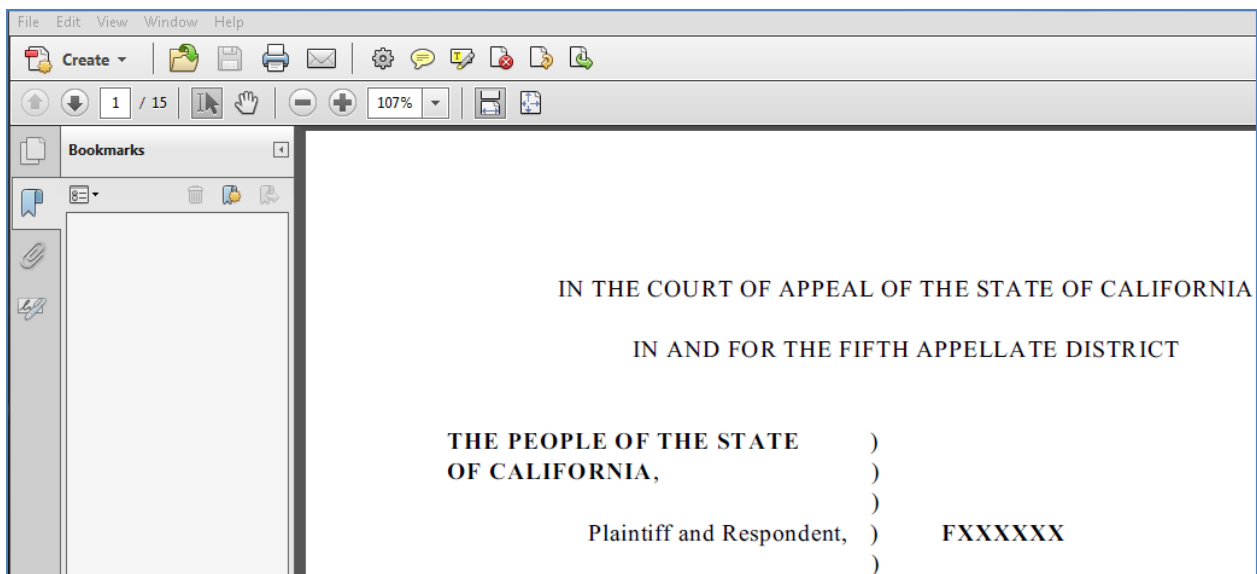 File Edit View Window Help
Create
1 / 15 107%
Bookmarks
IN THE COURT OF APPEAL OF THE STATE OF CALIFORNIA
IN AND FOR THE FIFTH APPELLATE DISTRICT
THE PEOPLE OF THE STATE )
OF CALIFORNIA, )
)
Plaintiff and Respondent, ) FXXXXXX
)